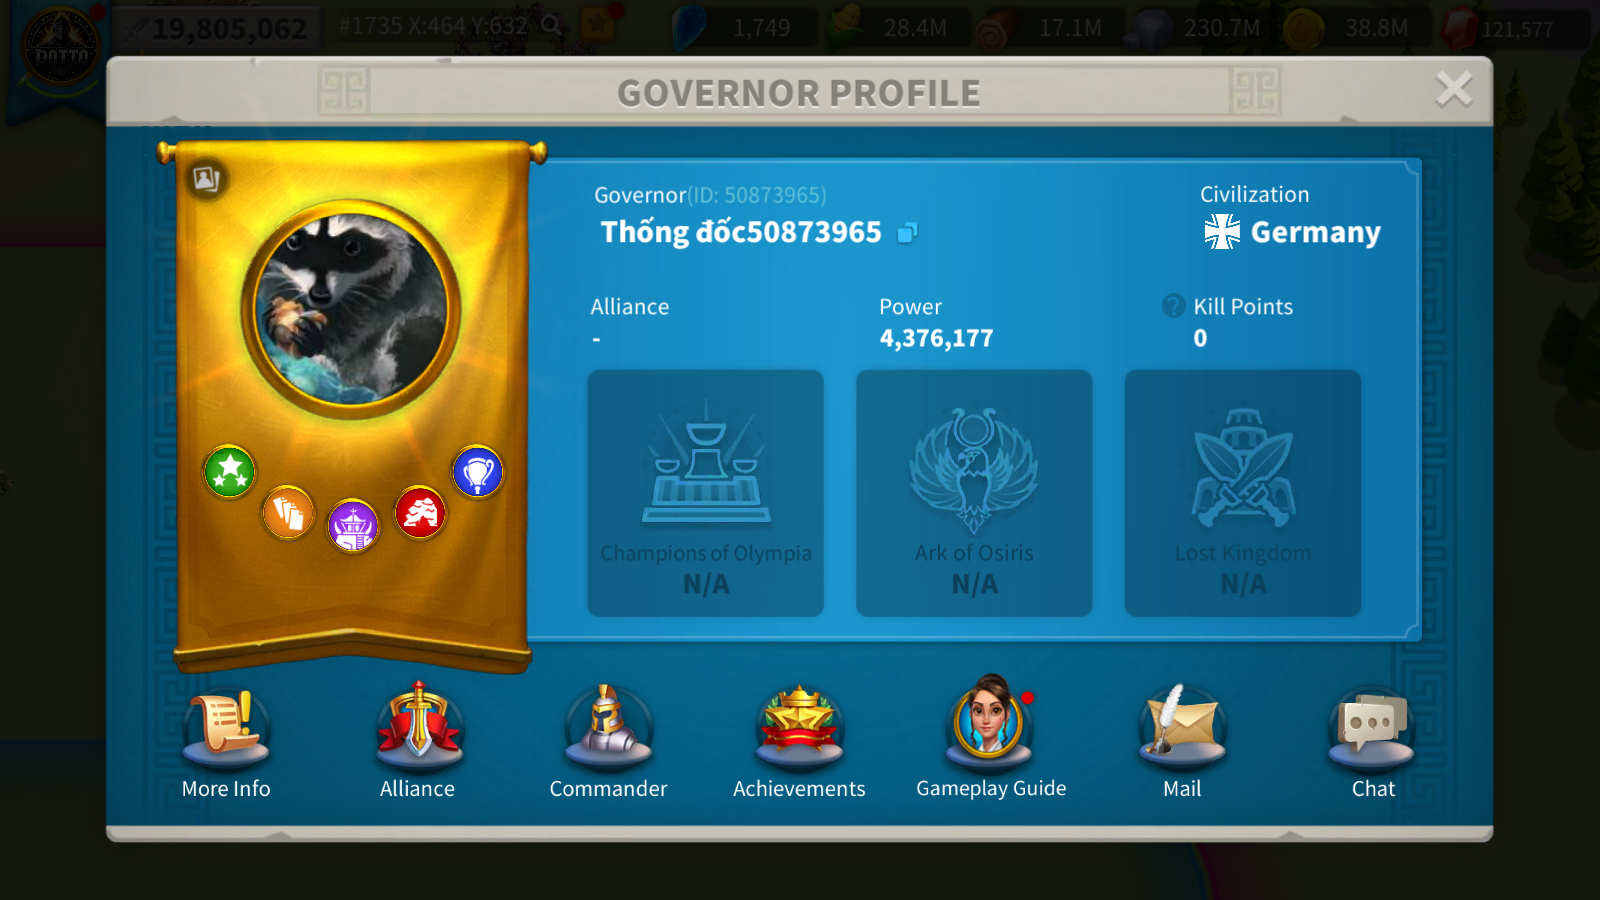 19,805,062
#1735 X:464 Y:632
1,749
28.4M
17.1M
230.7M
38.8M
121,577
GOVERNOR PROFILE
Governor(ID: 50873965)
Thống đốc50873965
Civilization
Germany
Alliance
-
Power
4,376,177
? Kill Points
0
Champions of Olympia
N/A
Ark of Osiris
N/A
Lost Kingdom
N/A
More Info
Alliance
Commander
Achievements
Gameplay Guide
Mail
Chat